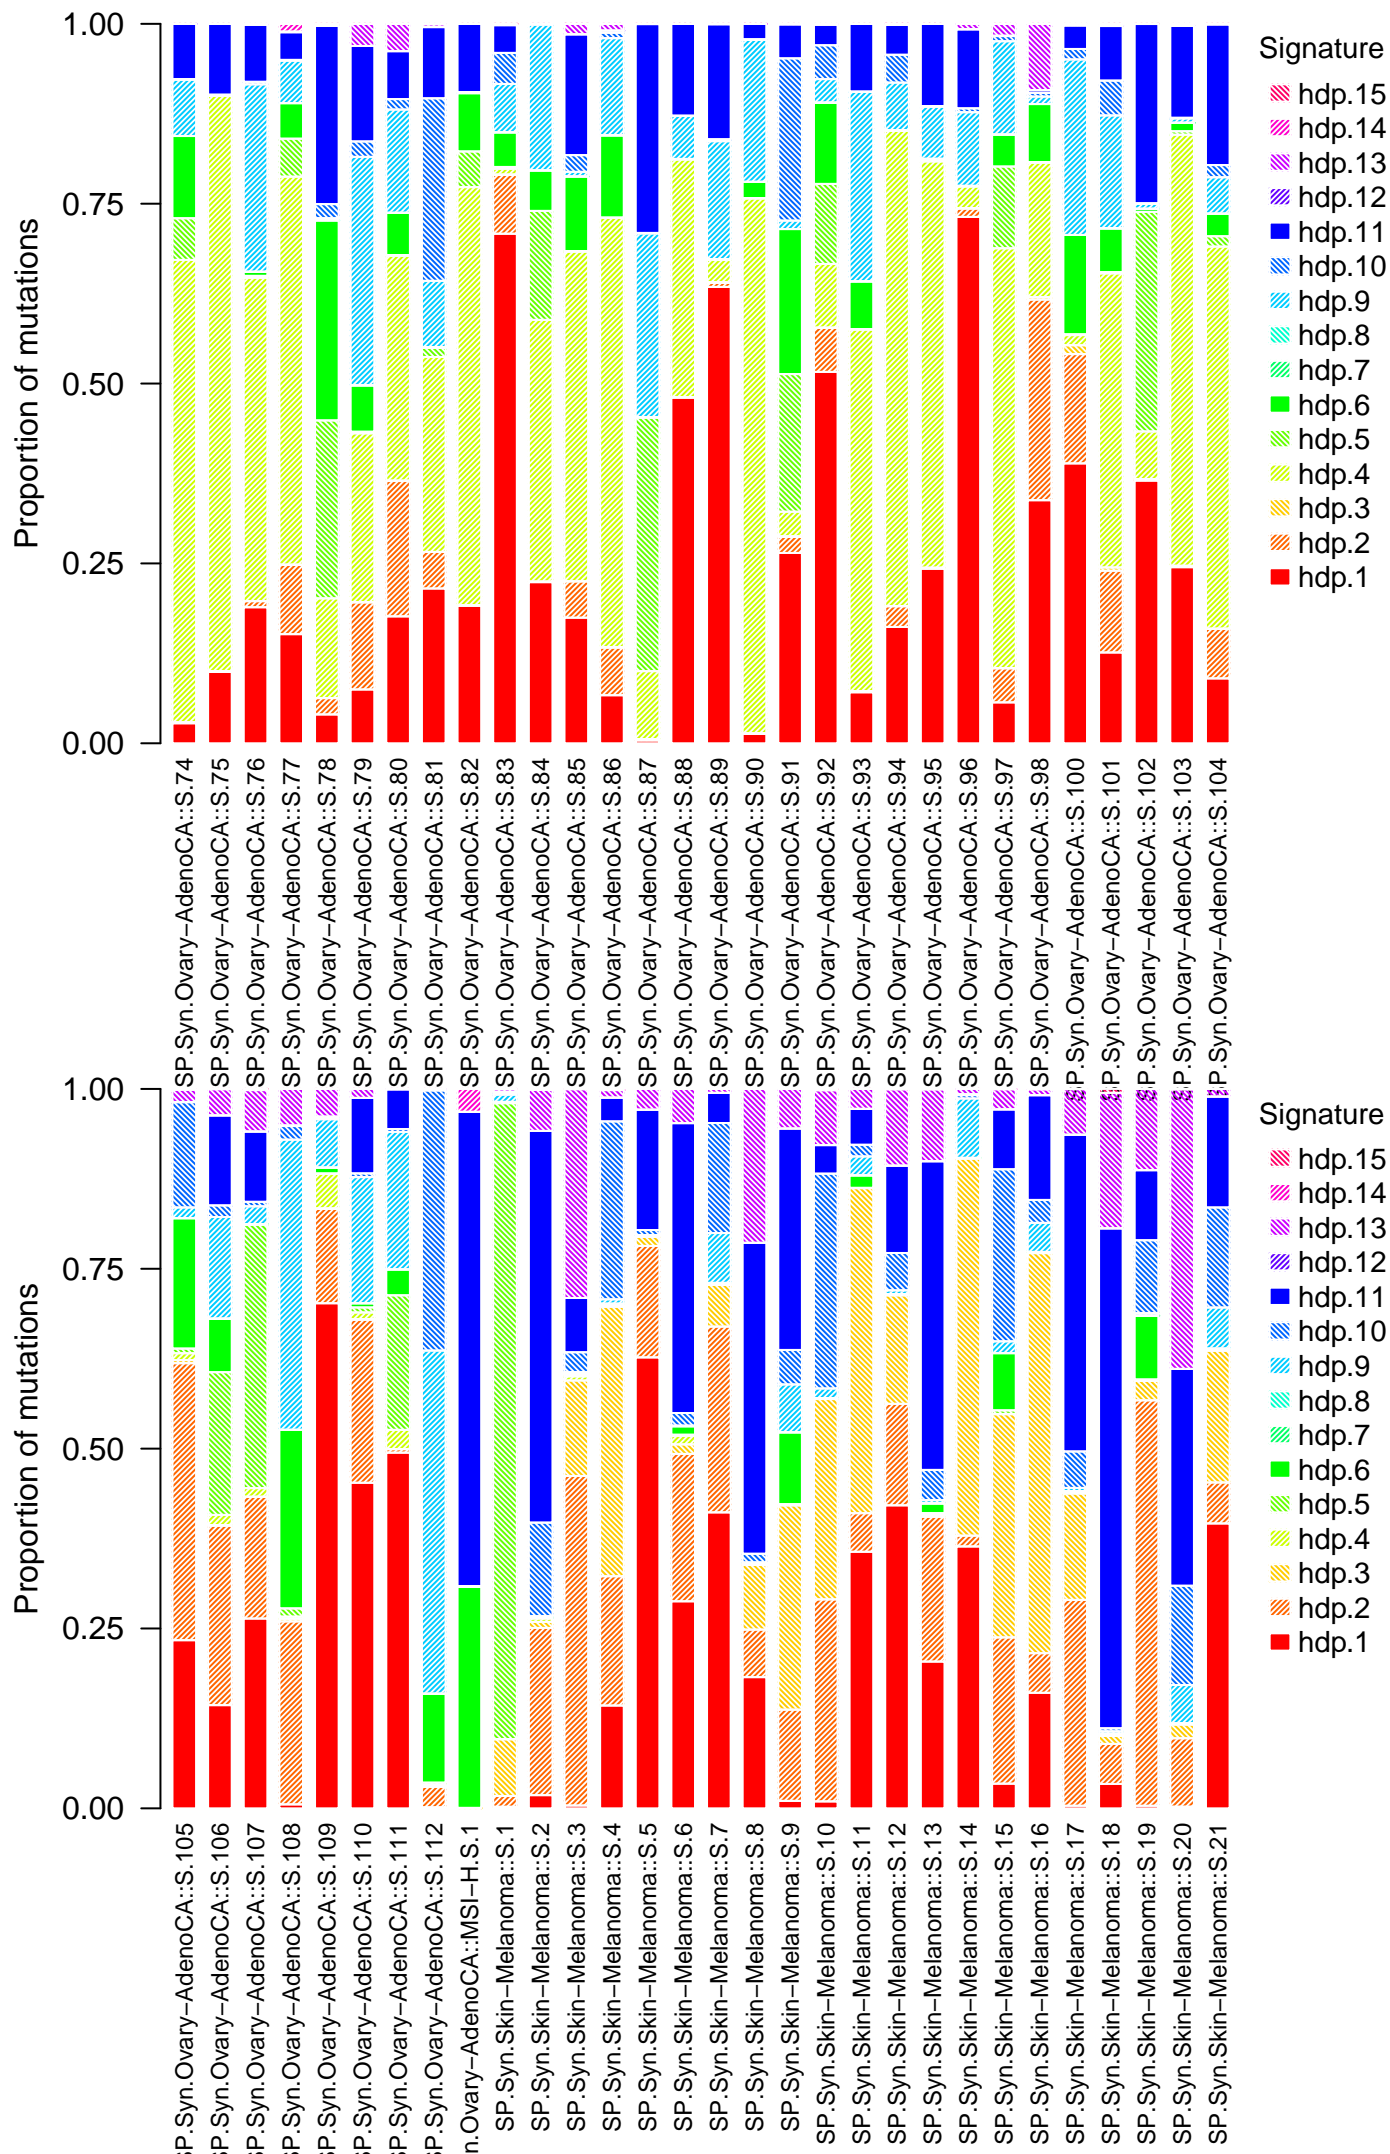 Proportion of mutations
1.00
0.75
0.50
0.25
0.00
SP.Syn.Ovary−AdenoCA::S.74
SP.Syn.Ovary−AdenoCA::S.75
SP.Syn.Ovary−AdenoCA::S.76
SP.Syn.Ovary−AdenoCA::S.77
SP.Syn.Ovary−AdenoCA::S.78
SP.Syn.Ovary−AdenoCA::S.79
SP.Syn.Ovary−AdenoCA::S.80
SP.Syn.Ovary−AdenoCA::S.81
SP.Syn.Ovary−AdenoCA::S.82
SP.Syn.Ovary−AdenoCA::S.83
SP.Syn.Ovary−AdenoCA::S.84
SP.Syn.Ovary−AdenoCA::S.85
SP.Syn.Ovary−AdenoCA::S.86
SP.Syn.Ovary−AdenoCA::S.87
SP.Syn.Ovary−AdenoCA::S.88
SP.Syn.Ovary−AdenoCA::S.89
SP.Syn.Ovary−AdenoCA::S.90
SP.Syn.Ovary−AdenoCA::S.91
SP.Syn.Ovary−AdenoCA::S.92
SP.Syn.Ovary−AdenoCA::S.93
SP.Syn.Ovary−AdenoCA::S.94
SP.Syn.Ovary−AdenoCA::S.95
SP.Syn.Ovary−AdenoCA::S.96
SP.Syn.Ovary−AdenoCA::S.97
SP.Syn.Ovary−AdenoCA::S.98
SP.Syn.Ovary−AdenoCA::S.100
SP.Syn.Ovary−AdenoCA::S.101
SP.Syn.Ovary−AdenoCA::S.102
SP.Syn.Ovary−AdenoCA::S.103
SP.Syn.Ovary−AdenoCA::S.104
Signature
hdp.15
hdp.14
hdp.13
hdp.12
hdp.11
hdp.10
hdp.9
hdp.8
hdp.7
hdp.6
hdp.5
hdp.4
hdp.3
hdp.2
hdp.1
Proportion of mutations
1.00
0.75
0.50
0.25
0.00
SP.Syn.Ovary−AdenoCA::S.105
SP.Syn.Ovary−AdenoCA::S.106
SP.Syn.Ovary−AdenoCA::S.107
SP.Syn.Ovary−AdenoCA::S.108
SP.Syn.Ovary−AdenoCA::S.109
SP.Syn.Ovary−AdenoCA::S.110
SP.Syn.Ovary−AdenoCA::S.111
SP.Syn.Ovary−AdenoCA::S.112
n.Ovary−AdenoCA::MSI−H.S.1
SP.Syn.Skin−Melanoma::S.1
SP.Syn.Skin−Melanoma::S.2
SP.Syn.Skin−Melanoma::S.3
SP.Syn.Skin−Melanoma::S.4
SP.Syn.Skin−Melanoma::S.5
SP.Syn.Skin−Melanoma::S.6
SP.Syn.Skin−Melanoma::S.7
SP.Syn.Skin−Melanoma::S.8
SP.Syn.Skin−Melanoma::S.9
SP.Syn.Skin−Melanoma::S.10
SP.Syn.Skin−Melanoma::S.11
SP.Syn.Skin−Melanoma::S.12
SP.Syn.Skin−Melanoma::S.13
SP.Syn.Skin−Melanoma::S.14
SP.Syn.Skin−Melanoma::S.15
SP.Syn.Skin−Melanoma::S.16
SP.Syn.Skin−Melanoma::S.17
SP.Syn.Skin−Melanoma::S.18
SP.Syn.Skin−Melanoma::S.19
SP.Syn.Skin−Melanoma::S.20
SP.Syn.Skin−Melanoma::S.21
Signature
hdp.15
hdp.14
hdp.13
hdp.12
hdp.11
hdp.10
hdp.9
hdp.8
hdp.7
hdp.6
hdp.5
hdp.4
hdp.3
hdp.2
hdp.1